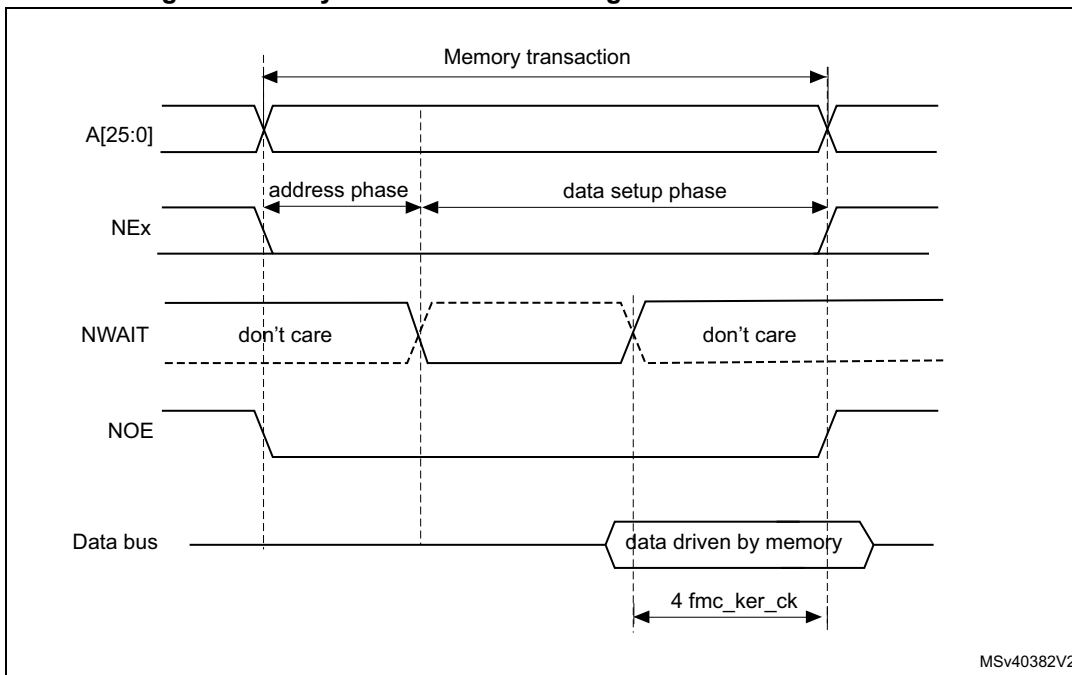 Memory transaction
A[25:0]
address phase
data setup phase
NEx
NWAIT
don't care
don't care
NOE
Data bus
data driven by memory
4 fmc_ker_ck
MSv40382V2